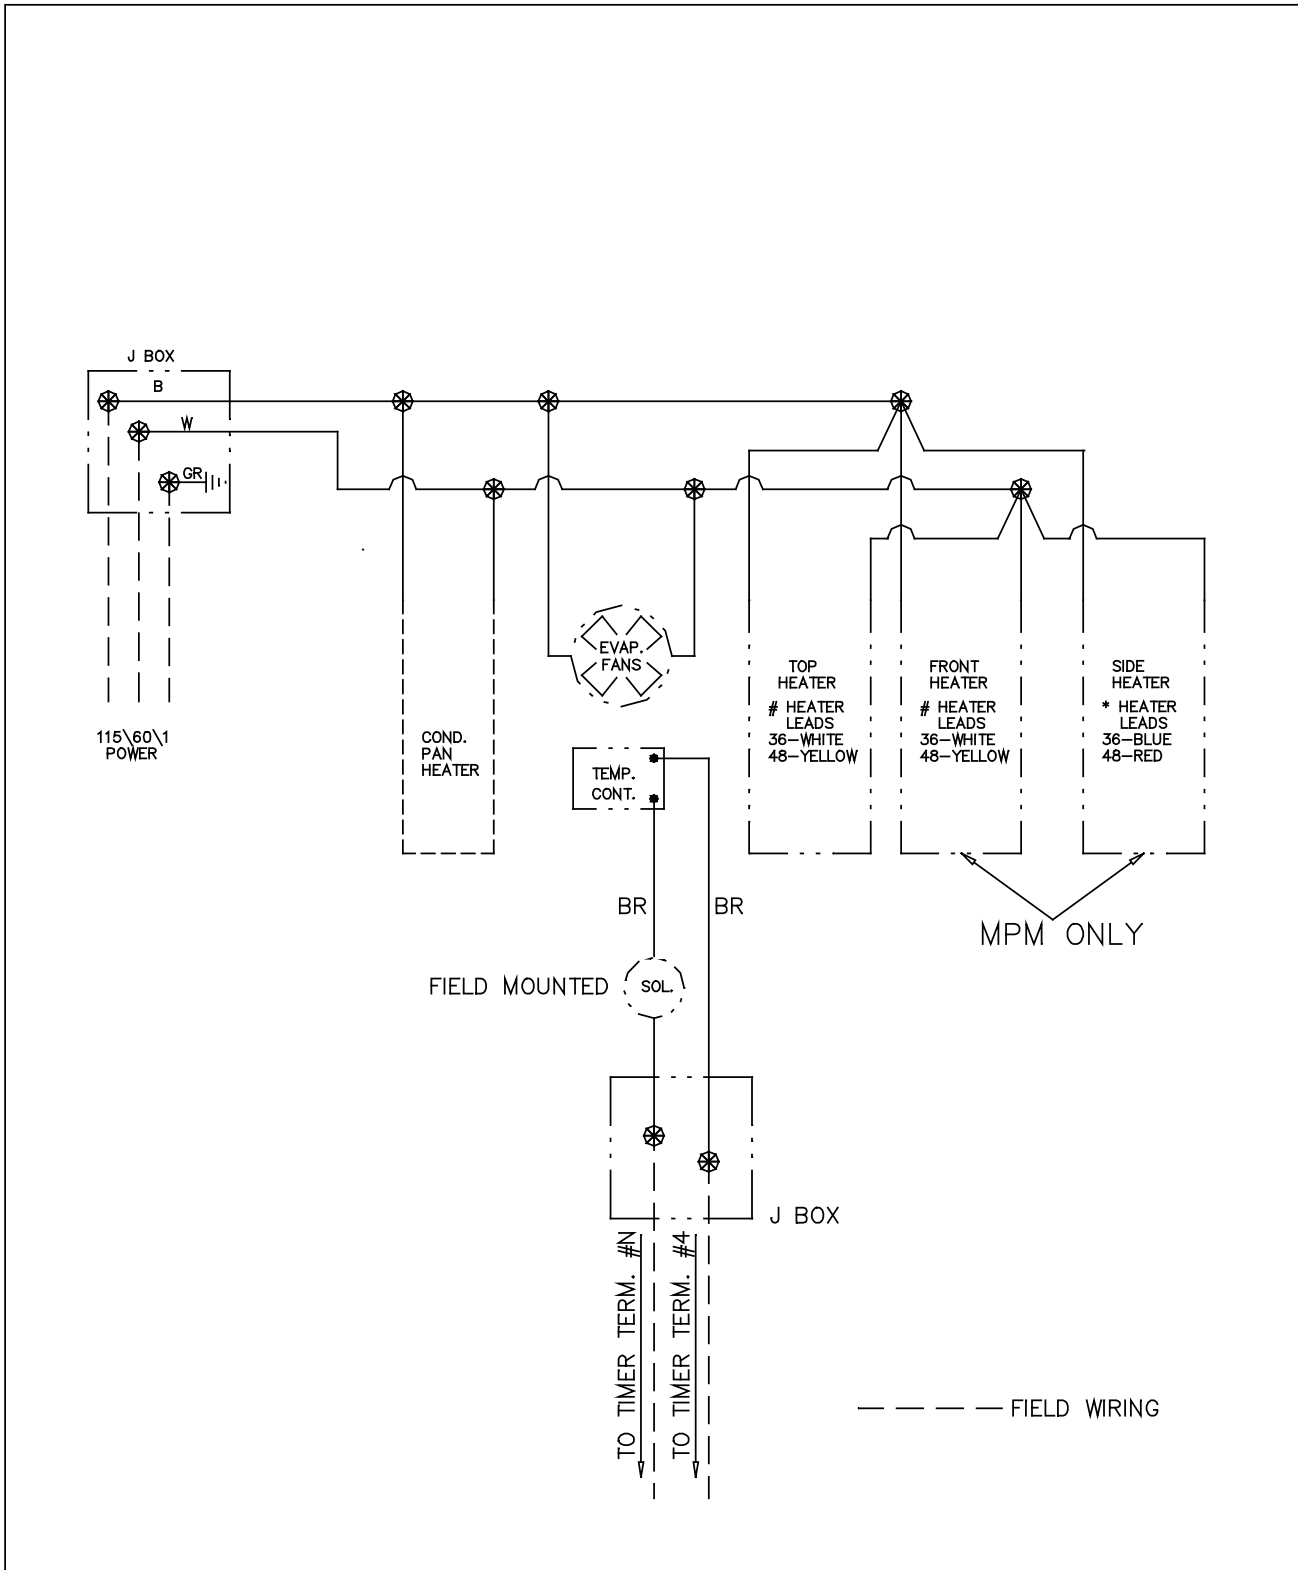 J BOX
B
W
GR
115\60\1
POWER
COND.
PAN
HEATER
EVAP.
FANS
TEMP.
CONT.
TOP
HEATER
# HEATER
LEADS
36-WHITE
48-YELLOW
FRONT
HEATER
# HEATER
LEADS
36-WHITE
48-YELLOW
SIDE
HEATER
* HEATER
LEADS
36-BLUE
48-RED
MPM ONLY
BR
BR
FIELD MOUNTED
SOL.
J BOX
TO TIMER TERM. #N
TO TIMER TERM. #4
FIELD WIRING